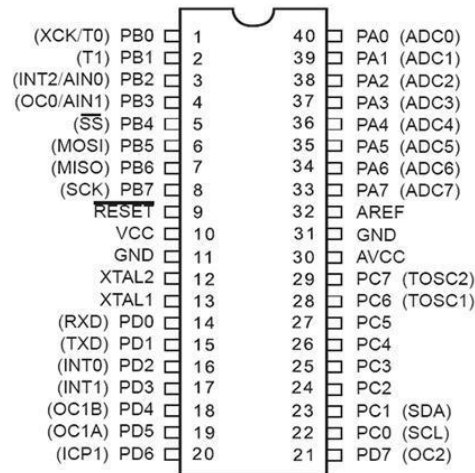 (XCK/T0) PB0 1 40 PA0 (ADC0)
(T1) PB1 2 39 PA1 (ADC1)
(INT2/AIN0) PB2 3 38 PA2 (ADC2)
(OC0/AIN1) PB3 4 37 PA3 (ADC3)
(SS) PB4 5 36 PA4 (ADC4)
(MOSI) PB5 6 35 PA5 (ADC5)
(MISO) PB6 7 34 PA6 (ADC6)
(SCK) PB7 8 33 PA7 (ADC7)
RESET 9 32 AREF
VCC 10 31 GND
GND 11 30 AVCC
XTAL2 12 29 PC7 (TOSC2)
XTAL1 13 28 PC6 (TOSC1)
(RXD) PD0 14 27 PC5
(TXD) PD1 15 26 PC4
(INT0) PD2 16 25 PC3
(INT1) PD3 17 24 PC2
(OC1B) PD4 18 23 PC1 (SDA)
(OC1A) PD5 19 22 PC0 (SCL)
(ICP1) PD6 20 21 PD7 (OC2)